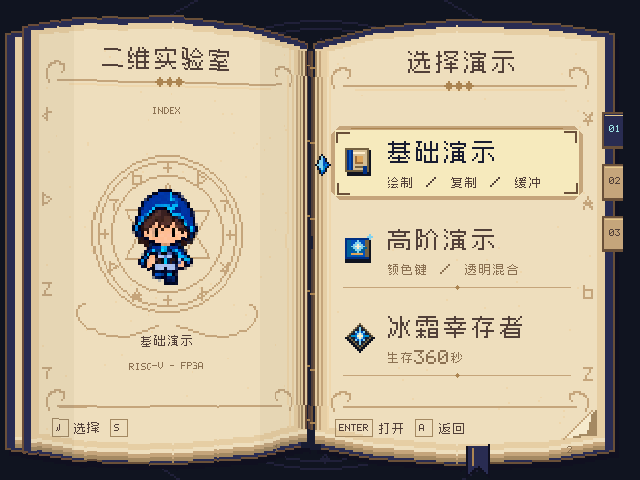 二维实验室
INDEX
基础演示
RISC-V - FPGA
选择 S
选择演示
基础演示
绘制 / 复制 / 缓冲
高阶演示
颜色键 / 透明混合
冰霜幸存者
生存360秒
ENTER 打开 A 返回
01
02
03